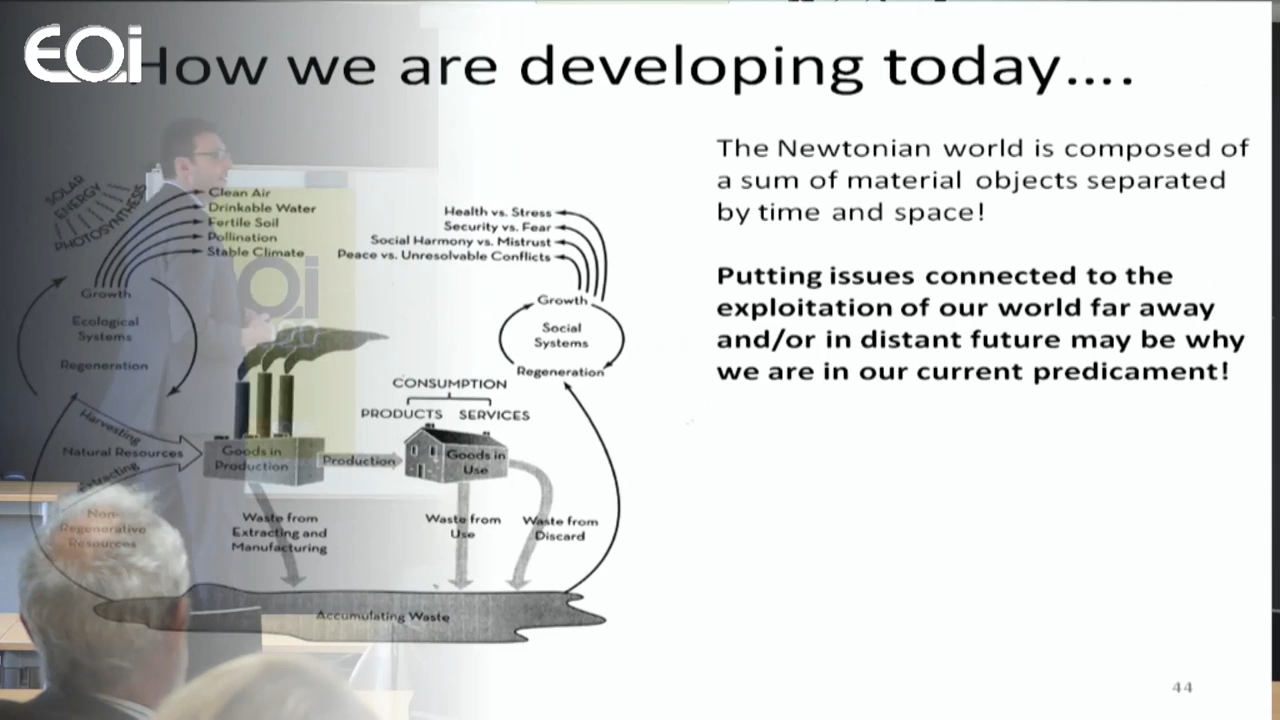 EOi
How we are developing today....
The Newtonian world is composed of
a sum of material objects separated
by time and space!
Putting issues connected to the
exploitation of our world far away
and/or in distant future may be why
we are in our current predicament!
SOLAR
ENERGY
PHOTOSYNTHESIS
Clean Air
Drinkable Water
Fertile Soil
Pollination
Stable Climate
Growth
Ecological
Systems
Regeneration
Health vs. Stress
Security vs. Fear
Social Harmony vs. Mistrust
Peace vs. Unresolvable Conflicts
Growth
Social
Systems
Regeneration
CONSUMPTION
PRODUCTS SERVICES
Harvesting
Natural Resources
Extracting
Non-
Regenerative
Resources
Goods in
Production
Production
Goods in
Use
Waste from
Extracting and
Manufacturing
Waste from
Use
Waste from
Discard
Accumulating Waste
44